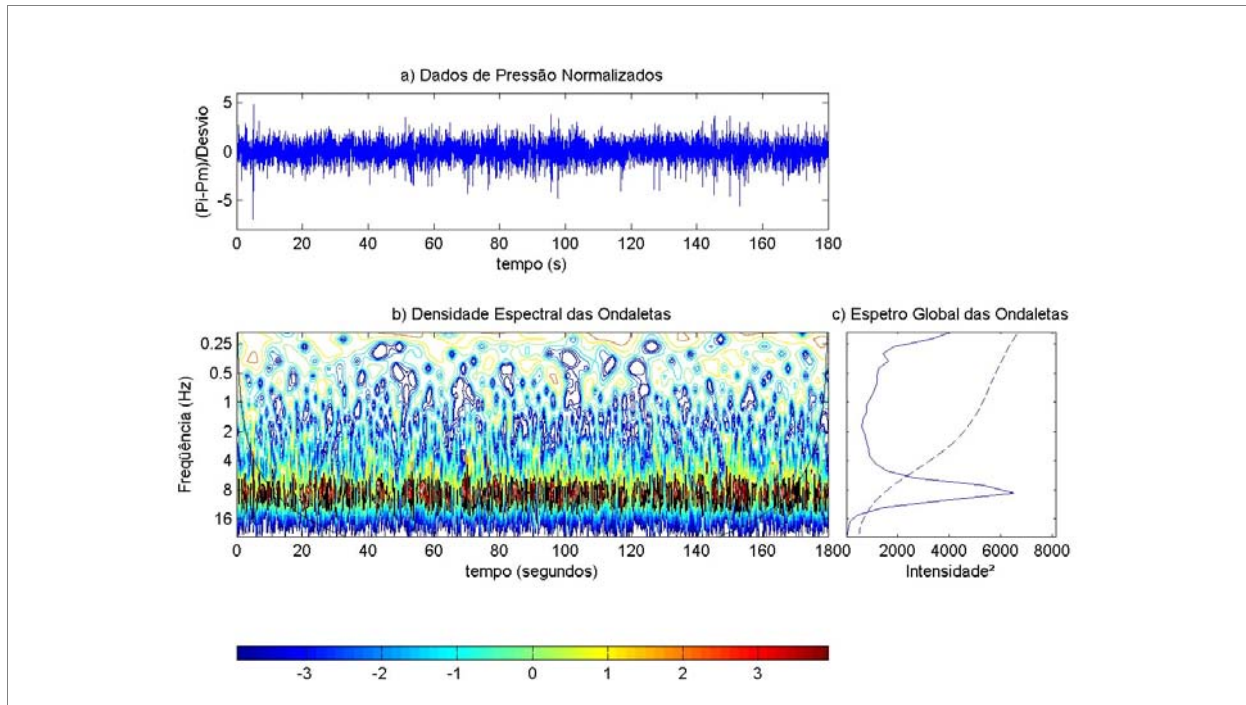 a) Dados de Pressão Normalizados
5
0
-5
(Pi-Pm)/Desvio
0 20 40 60 80 100 120 140 160 180
tempo (s)
b) Densidade Espectral das Ondaletas
0.25
0.5
1
2
4
8
16
Freqüência (Hz)
0 20 40 60 80 100 120 140 160 180
tempo (segundos)
c) Espetro Global das Ondaletas
0 2000 4000 6000 8000
Intensidade²
-3 -2 -1 0 1 2 3